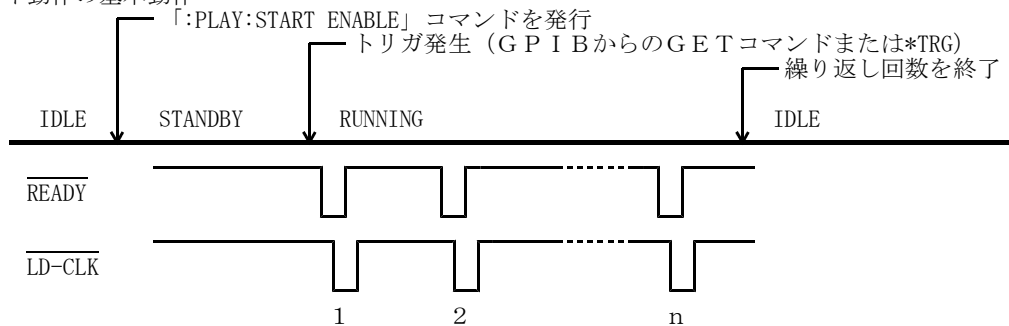 「:PLAY:START ENABLE」コマンドを発行
トリガ発生（ＧＰＩＢからのＧＥＴコマンドまたは*TRG）
繰り返し回数を終了
IDLE STANDBY RUNNING IDLE
READY
LD-CLK
１ ２ ｎ